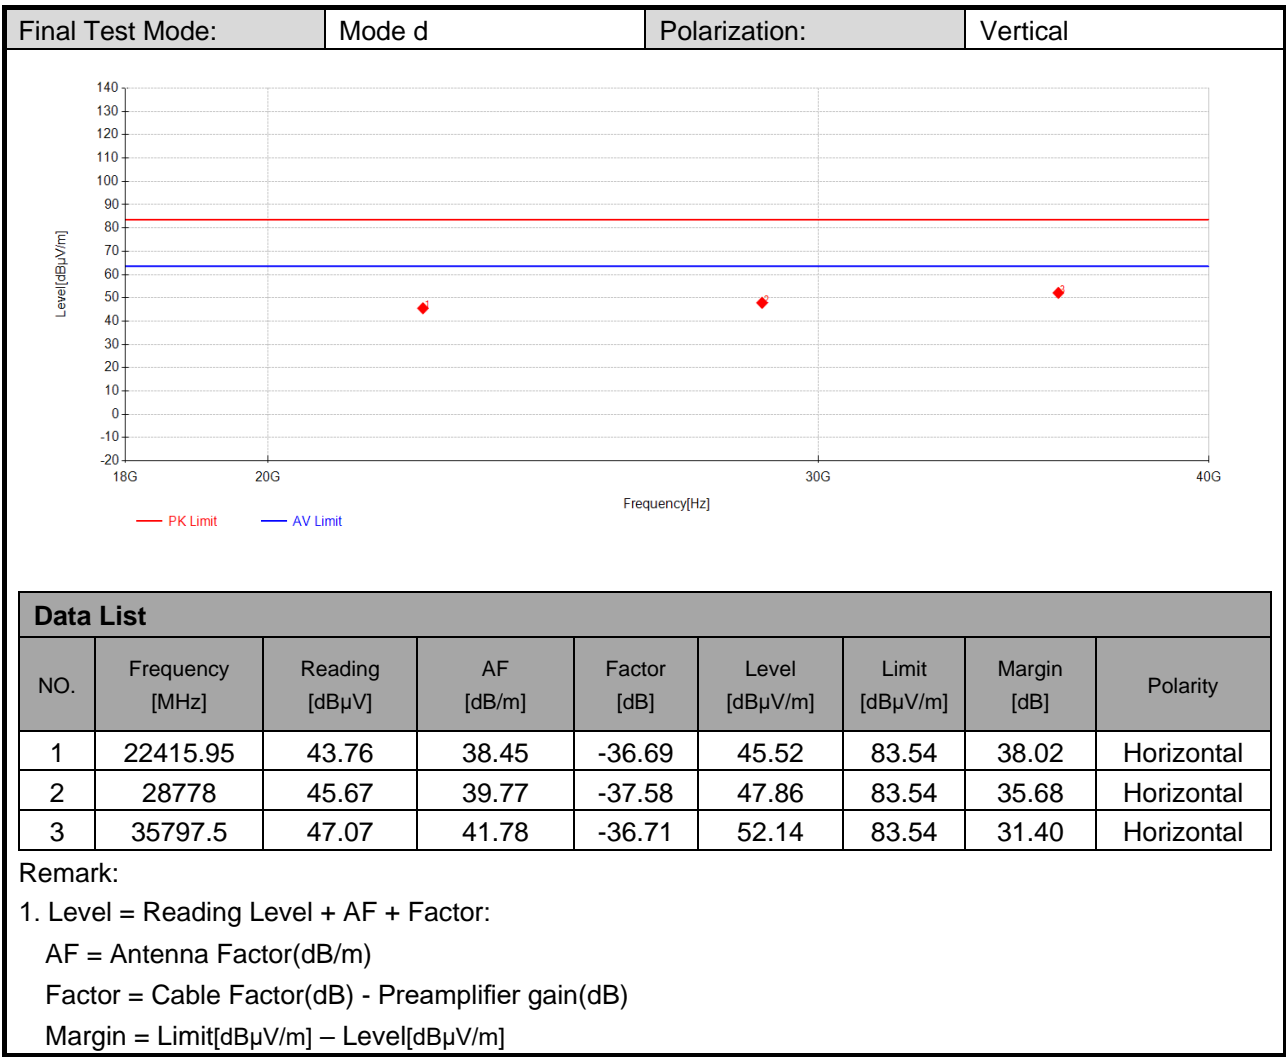 Final Test Mode: Mode d Polarization: Vertical
140
130
120
110
100
90
80
70
60
50
40
30
20
10
0
-10
-20
Level[dBµV/m]
1
2
3
18G 20G 30G 40G
Frequency[Hz]
PK Limit AV Limit
Data List
NO. Frequency [MHz] Reading [dBµV] AF [dB/m] Factor [dB] Level [dBµV/m] Limit [dBµV/m] Margin [dB] Polarity
1 22415.95 43.76 38.45 -36.69 45.52 83.54 38.02 Horizontal
2 28778 45.67 39.77 -37.58 47.86 83.54 35.68 Horizontal
3 35797.5 47.07 41.78 -36.71 52.14 83.54 31.40 Horizontal
Remark:
1. Level = Reading Level + AF + Factor:
AF = Antenna Factor(dB/m)
Factor = Cable Factor(dB) - Preamplifier gain(dB)
Margin = Limit[dBµV/m] – Level[dBµV/m]